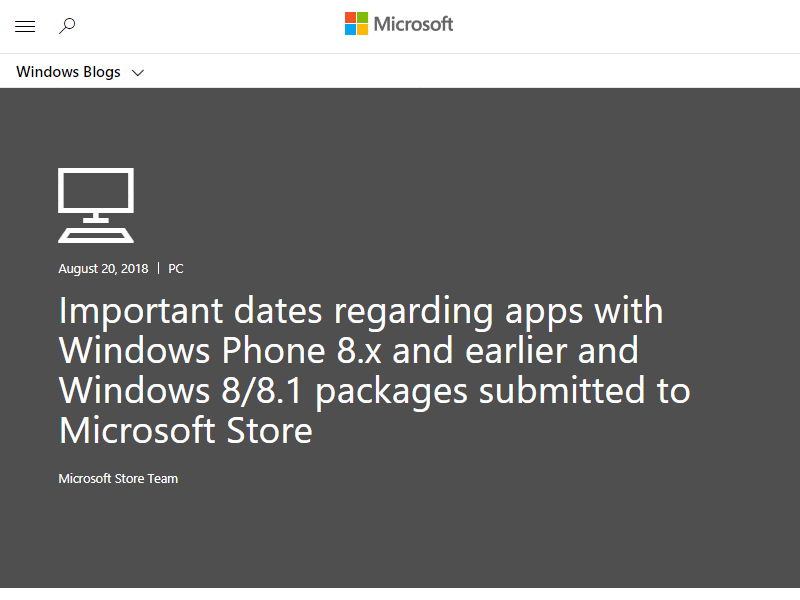 Microsoft
Windows Blogs
August 20, 2018 | PC
Important dates regarding apps with
Windows Phone 8.x and earlier and
Windows 8/8.1 packages submitted to
Microsoft Store
Microsoft Store Team